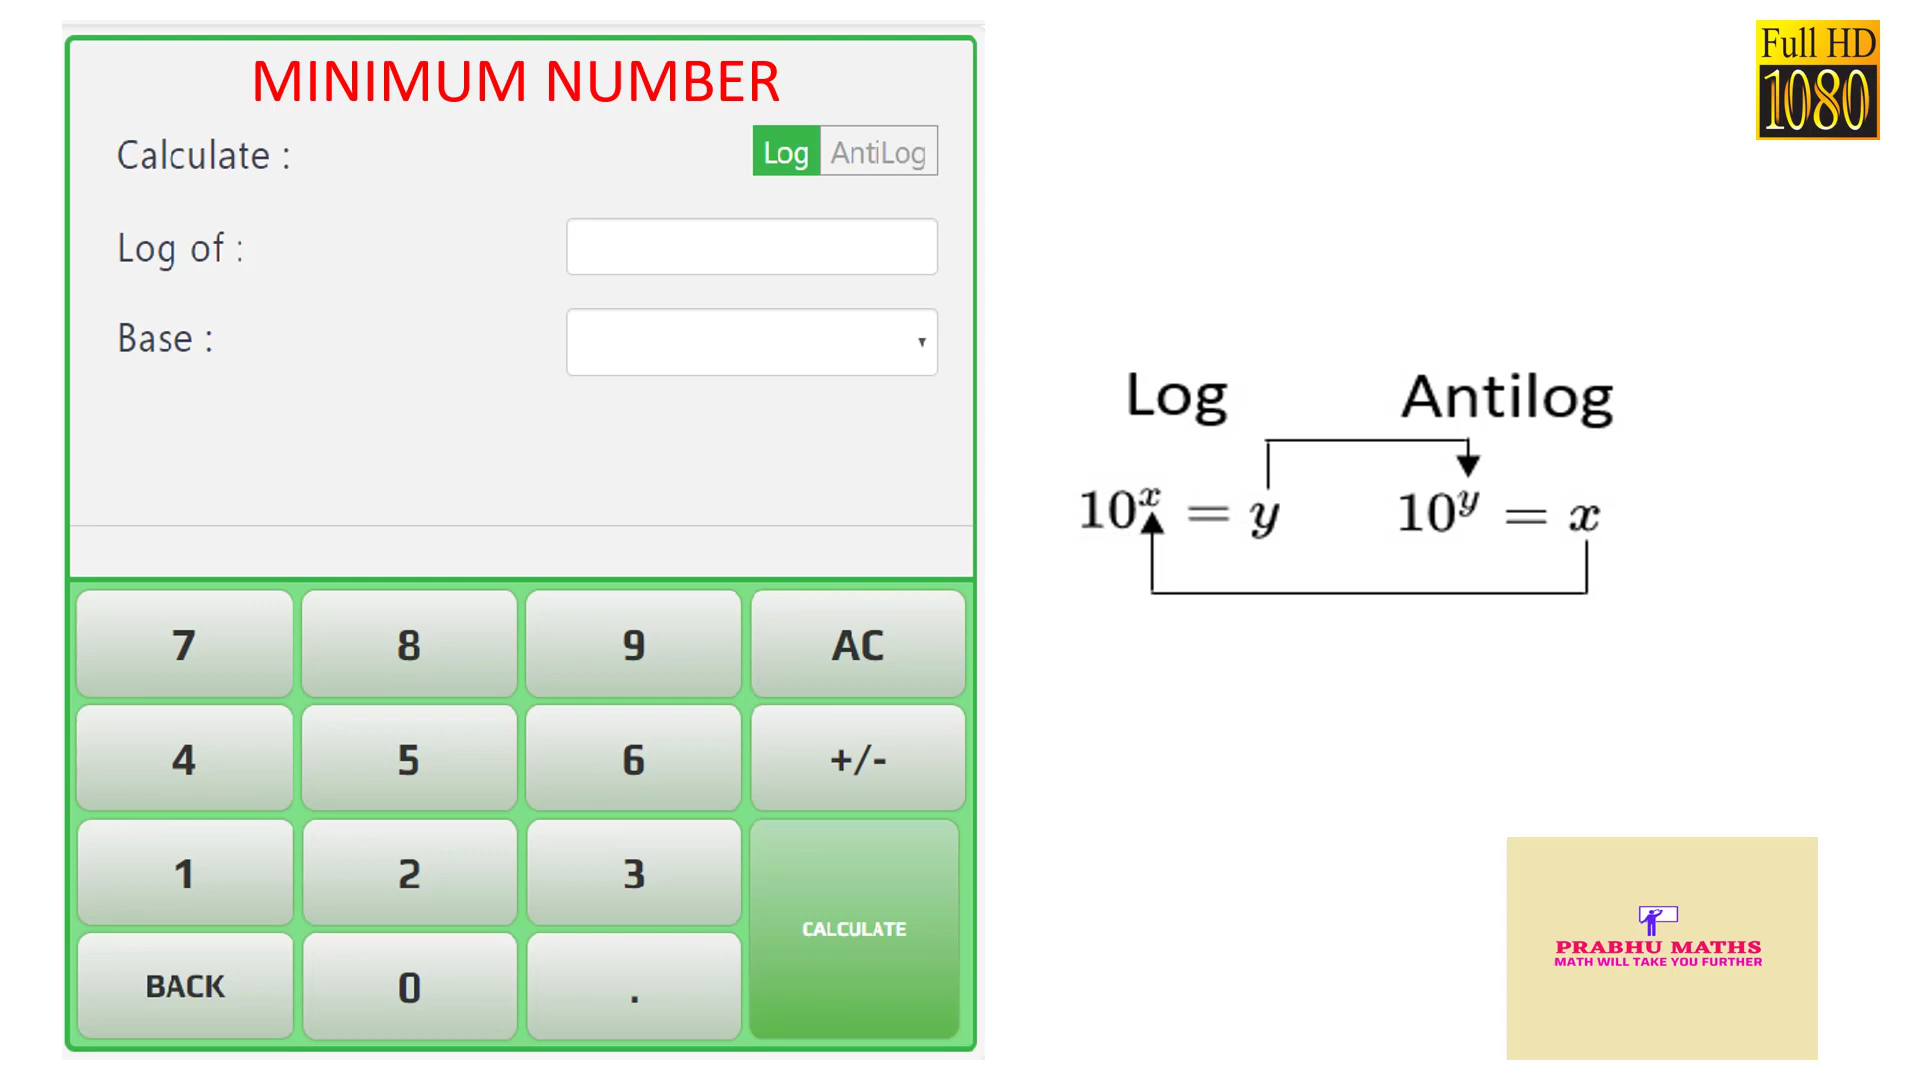 MINIMUM NUMBER
Calculate :
Log AntiLog
Log of :
Base :
7 8 9 AC
4 5 6 +/-
1 2 3
CALCULATE
BACK 0 .
Full HD
1080
Log Antilog
10^x = y 10^y = x
PRABHU MATHS
MATH WILL TAKE YOU FURTHER